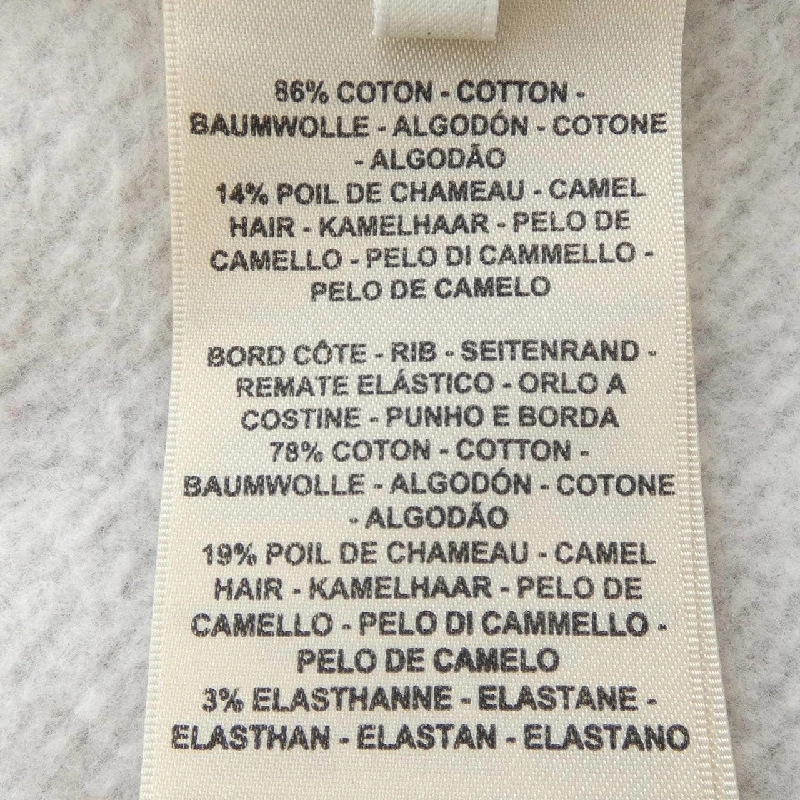 86% COTON - COTTON -
BAUMWOLLE - ALGODÓN - COTONE
- ALGODÃO
14% POIL DE CHAMEAU - CAMEL
HAIR - KAMELHAAR - PELO DE
CAMELLO - PELO DI CAMMELLO -
PELO DE CAMELO
BORD CÔTE - RIB - SEITENRAND -
REMATE ELÁSTICO - ORLO A
COSTINE - PUNHO E BORDA
78% COTON - COTTON -
BAUMWOLLE - ALGODÓN - COTONE
- ALGODÃO
19% POIL DE CHAMEAU - CAMEL
HAIR - KAMELHAAR - PELO DE
CAMELLO - PELO DI CAMMELLO -
PELO DE CAMELO
3% ELASTHANNE - ELASTANE -
ELASTHAN - ELASTAN - ELASTANO